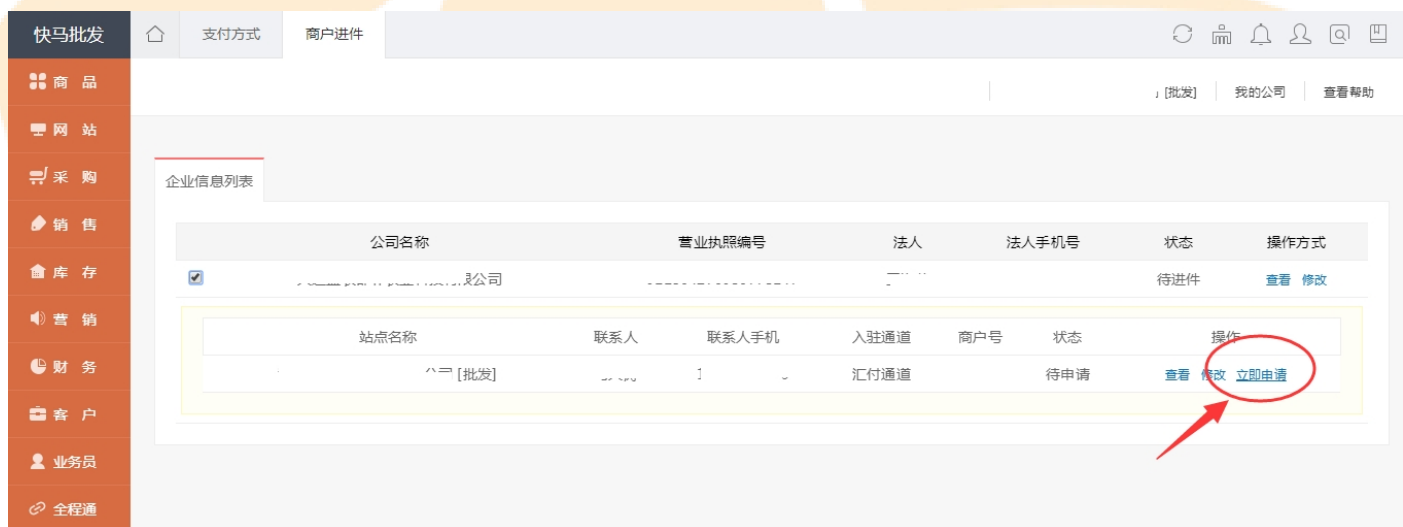 快马批发 支付方式 商户进件
商 品
[批发] 我的公司 查看帮助
网 站
采 购
企业信息列表
销 售
公司名称 营业执照编号 法人 法人手机号 状态 操作方式
库 存
公司 待进件 查看 修改
营 销
站点名称 联系人 联系人手机 入驻通道 商户号 状态 操作
财 务
[批发] 汇付通道 待申请 查看 修改 立即申请
客 户
业务员
全程通